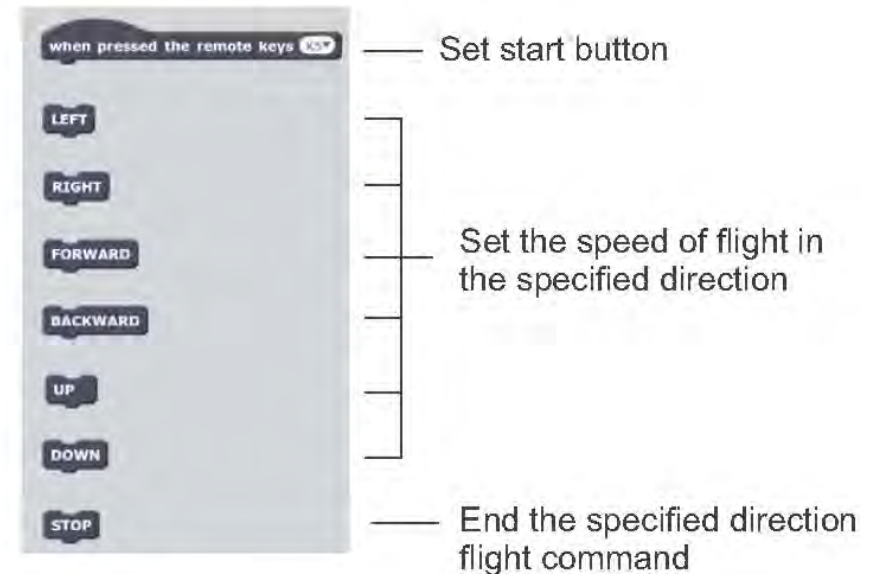 when pressed the remote keys K5▼
Set start button
LEFT
RIGHT
FORWARD
BACKWARD
UP
DOWN
Set the speed of flight in
the specified direction
STOP
End the specified direction
flight command